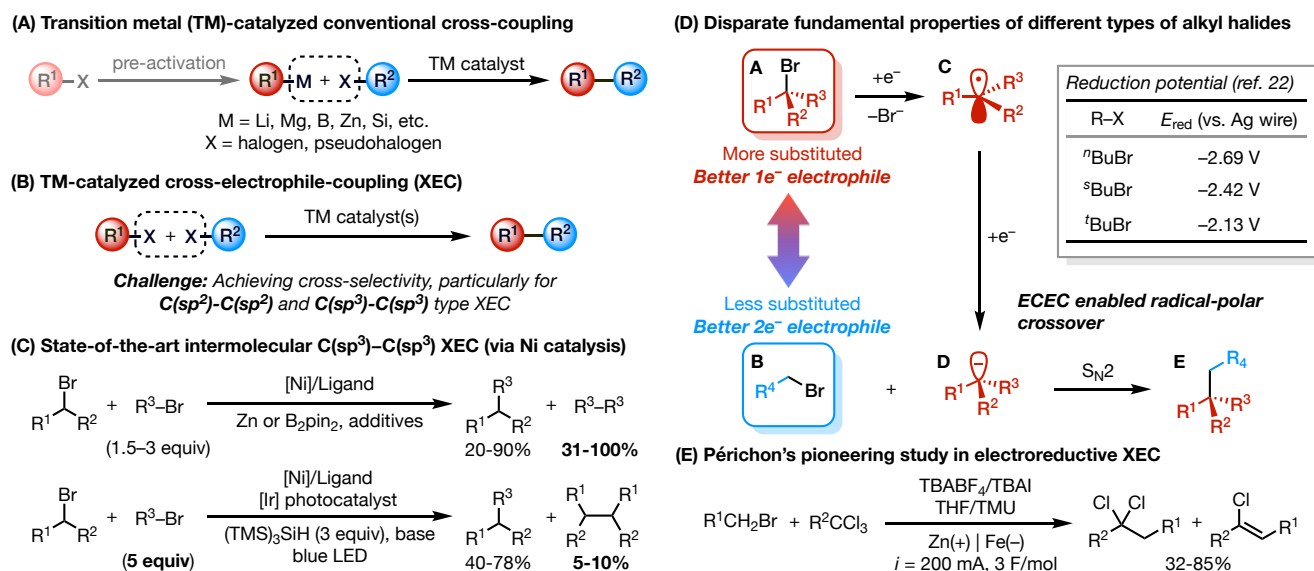 (A) Transition metal (TM)-catalyzed conventional cross-coupling
R¹–X
pre-activation
R¹–M + X–R²
TM catalyst
R¹–R²
M = Li, Mg, B, Zn, Si, etc.
X = halogen, pseudohalogen
(B) TM-catalyzed cross-electrophile-coupling (XEC)
R¹–X + X–R²
TM catalyst(s)
R¹–R²
Challenge: Achieving cross-selectivity, particularly for
C(sp²)-C(sp²) and C(sp³)-C(sp³) type XEC
(C) State-of-the-art intermolecular C(sp³)–C(sp³) XEC (via Ni catalysis)
Br
R¹ R²
+ R³–Br
(1.5–3 equiv)
[Ni]/Ligand
Zn or B₂pin₂, additives
R³
R¹ R²
+ R³–R³
20-90%
31-100%
Br
R¹ R²
+ R³–Br
(5 equiv)
[Ni]/Ligand
[Ir] photocatalyst
(TMS)₃SiH (3 equiv), base
blue LED
R³
R¹ R²
+
R¹ R¹
R² R²
40-78%
5-10%
(D) Disparate fundamental properties of different types of alkyl halides
A
Br
R¹ R³
R²
+e⁻
–Br⁻
C
R¹ R³
R²
More substituted
Better 1e⁻ electrophile
+e⁻
Less substituted
Better 2e⁻ electrophile
ECEC enabled radical-polar
crossover
B
R⁴ Br
+
D
–
R¹ R³
R²
Sₙ2
E
R₄
R¹ R³
R²
Reduction potential (ref. 22)
R–X Eᵣₑd (vs. Ag wire)
ⁿBuBr –2.69 V
ˢBuBr –2.42 V
ᵗBuBr –2.13 V
(E) Périchon's pioneering study in electroreductive XEC
R¹CH₂Br + R²CCl₃
TBABF₄/TBAI
THF/TMU
Zn(+) | Fe(–)
i = 200 mA, 3 F/mol
Cl Cl
R² R¹
+
Cl
R² R¹
32-85%